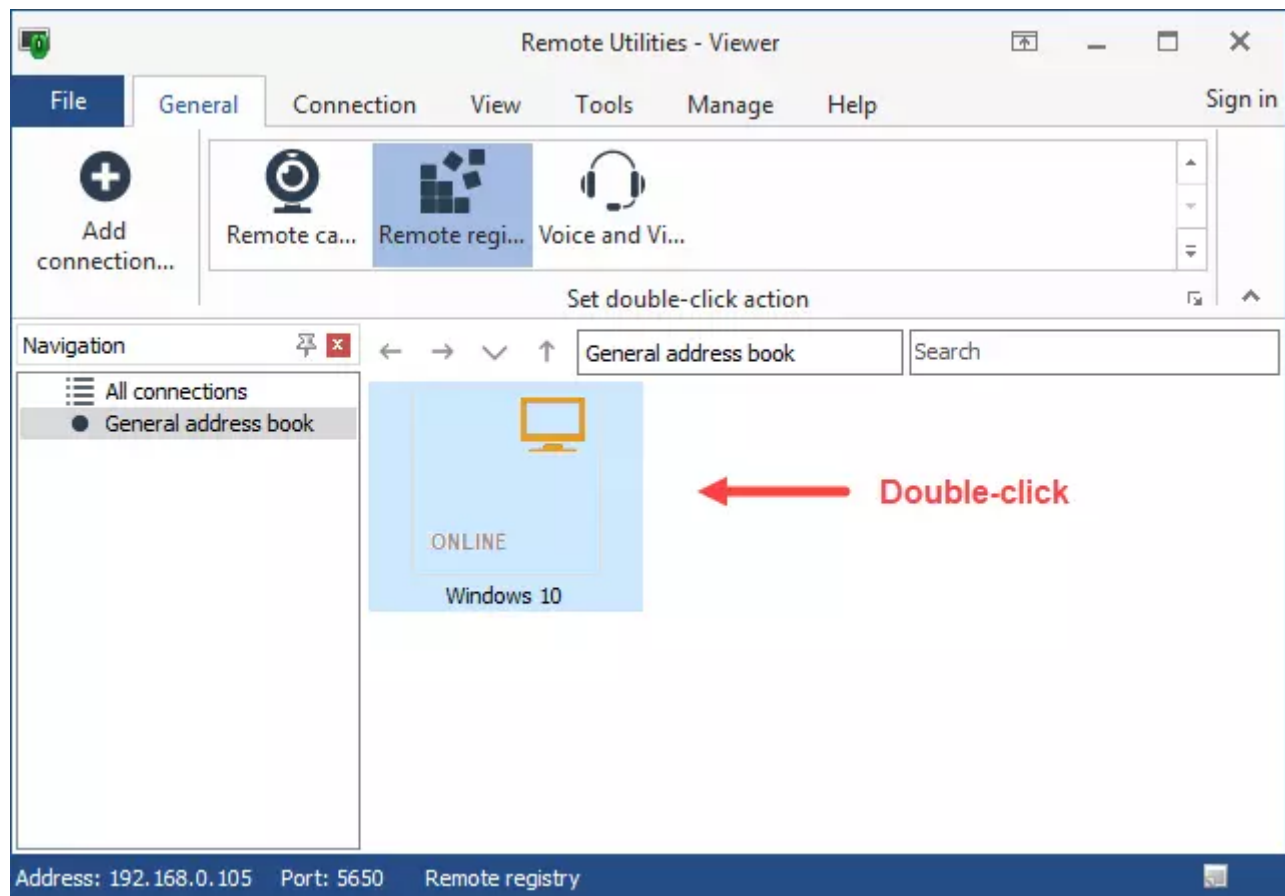 Remote Utilities - Viewer
File General Connection View Tools Manage Help Sign in
Add
connection...
Remote ca... Remote regi... Voice and Vi...
Set double-click action
Navigation
General address book
Search
All connections
General address book
ONLINE
Windows 10
Double-click
Address: 192.168.0.105 Port: 5650 Remote registry